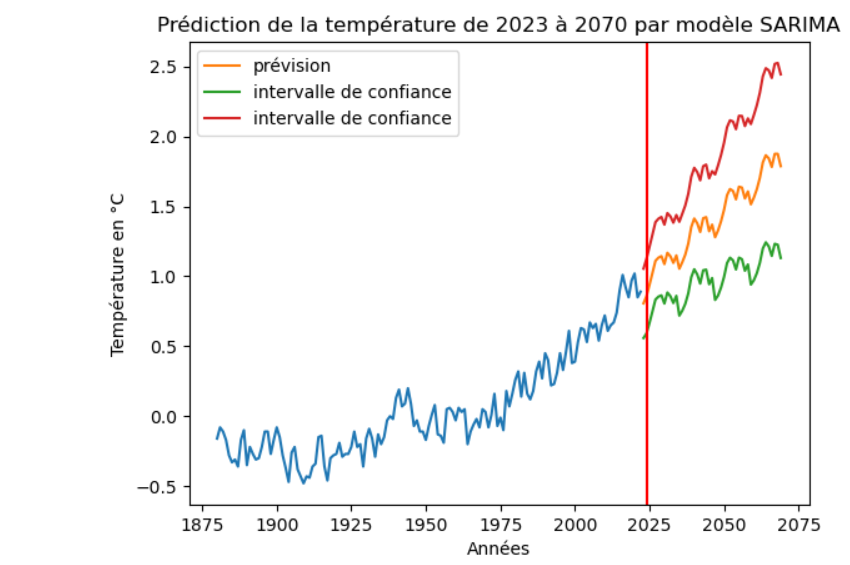 Prédiction de la température de 2023 à 2070 par modèle SARIMA
prévision
intervalle de confiance
intervalle de confiance
2.5
2.0
1.5
1.0
0.5
0.0
−0.5
Température en °C
1875 1900 1925 1950 1975 2000 2025 2050 2075
Années